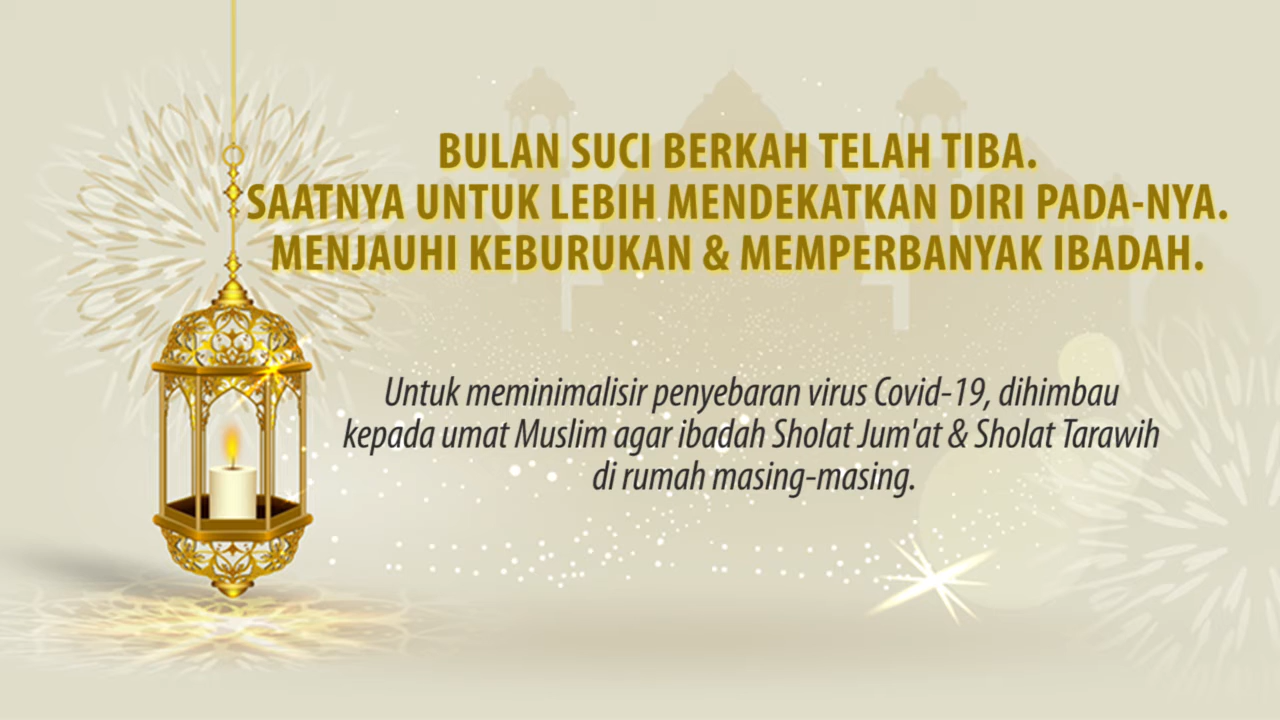 BULAN SUCI BERKAH TELAH TIBA.
SAATNYA UNTUK LEBIH MENDEKATKAN DIRI PADA-NYA.
MENJAUHI KEBURUKAN & MEMPERBANYAK IBADAH.
Untuk meminimalisir penyebaran virus Covid-19, dihimbau
kepada umat Muslim agar ibadah Sholat Jum'at & Sholat Tarawih
di rumah masing-masing.